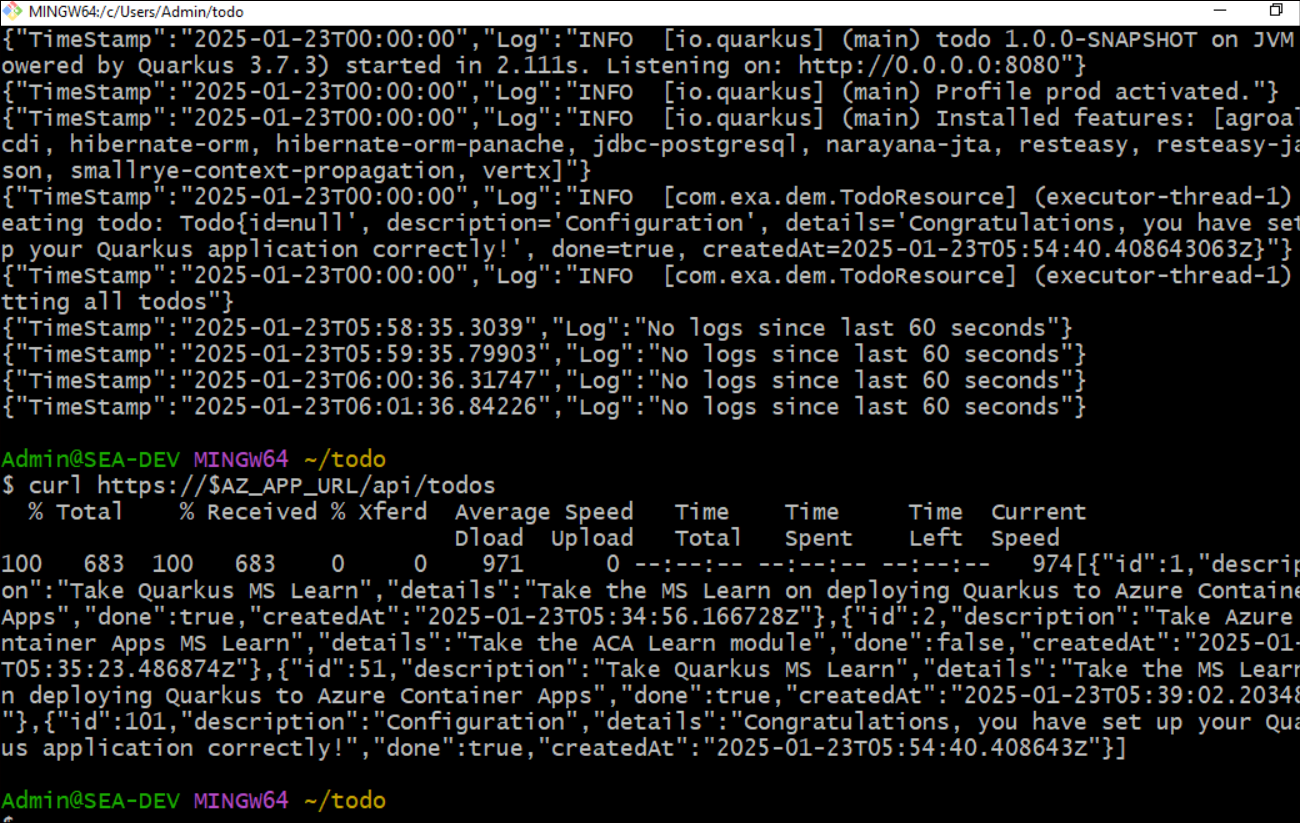 MINGW64:/c/Users/Admin/todo
{"TimeStamp":"2025-01-23T00:00:00","Log":"INFO  [io.quarkus] (main) todo 1.0.0-SNAPSHOT on JVM
owered by Quarkus 3.7.3) started in 2.111s. Listening on: http://0.0.0.0:8080"}
{"TimeStamp":"2025-01-23T00:00:00","Log":"INFO  [io.quarkus] (main) Profile prod activated."}
{"TimeStamp":"2025-01-23T00:00:00","Log":"INFO  [io.quarkus] (main) Installed features: [agroal
cdi, hibernate-orm, hibernate-orm-panache, jdbc-postgresql, narayana-jta, resteasy, resteasy-ja
son, smallrye-context-propagation, vertx]"}
{"TimeStamp":"2025-01-23T00:00:00","Log":"INFO  [com.exa.dem.TodoResource] (executor-thread-1)
eating todo: Todo{id=null', description='Configuration', details='Congratulations, you have set
p your Quarkus application correctly!', done=true, createdAt=2025-01-23T05:54:40.408643063Z}"}
{"TimeStamp":"2025-01-23T00:00:00","Log":"INFO  [com.exa.dem.TodoResource] (executor-thread-1)
tting all todos"}
{"TimeStamp":"2025-01-23T05:58:35.3039","Log":"No logs since last 60 seconds"}
{"TimeStamp":"2025-01-23T05:59:35.79903","Log":"No logs since last 60 seconds"}
{"TimeStamp":"2025-01-23T06:00:36.31747","Log":"No logs since last 60 seconds"}
{"TimeStamp":"2025-01-23T06:01:36.84226","Log":"No logs since last 60 seconds"}
Admin@SEA-DEV MINGW64 ~/todo
$ curl https://$AZ_APP_URL/api/todos
% Total    % Received % Xferd  Average Speed   Time    Time     Time  Current
Dload  Upload   Total   Spent    Left  Speed
100   683  100   683    0     0    971      0 --:--:-- --:--:-- --:--:--   974[{"id":1,"descrip
on":"Take Quarkus MS Learn","details":"Take the MS Learn on deploying Quarkus to Azure Containe
Apps","done":true,"createdAt":"2025-01-23T05:34:56.166728Z"},{"id":2,"description":"Take Azure
ntainer Apps MS Learn","details":"Take the ACA Learn module","done":false,"createdAt":"2025-01-
T05:35:23.486874Z"},{"id":51,"description":"Take Quarkus MS Learn","details":"Take the MS Learn
n deploying Quarkus to Azure Container Apps","done":true,"createdAt":"2025-01-23T05:39:02.20348
"},{"id":101,"description":"Configuration","details":"Congratulations, you have set up your Qua
us application correctly!","done":true,"createdAt":"2025-01-23T05:54:40.408643Z"}]
Admin@SEA-DEV MINGW64 ~/todo
$